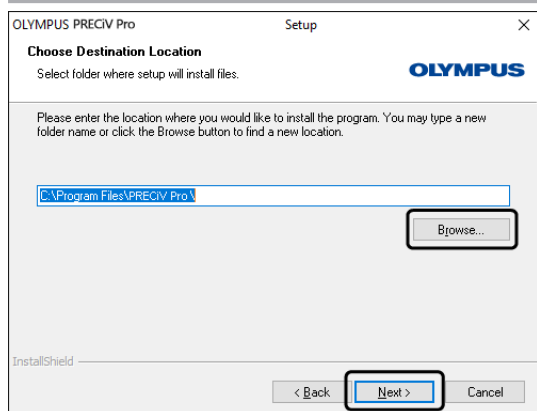 OLYMPUS PRECiV Pro Setup
Choose Destination Location
Select folder where setup will install files.
OLYMPUS
Please enter the location where you would like to install the program. You may type a new
folder name or click the Browse button to find a new location.
C:\Program Files\PRECiV Pro\
Browse...
InstallShield
< Back Next > Cancel